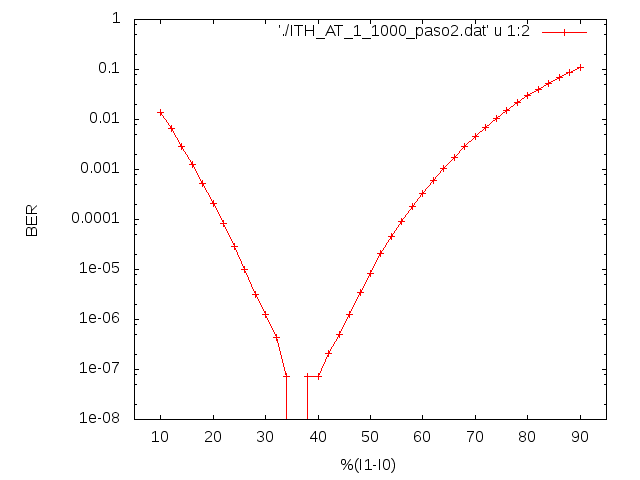 1
'./ITH_AT_1_1000_paso2.dat' u 1:2
0.1
0.01
0.001
0.0001
1e-05
1e-06
1e-07
1e-08
BER
10 20 30 40 50 60 70 80 90
%(I1-I0)